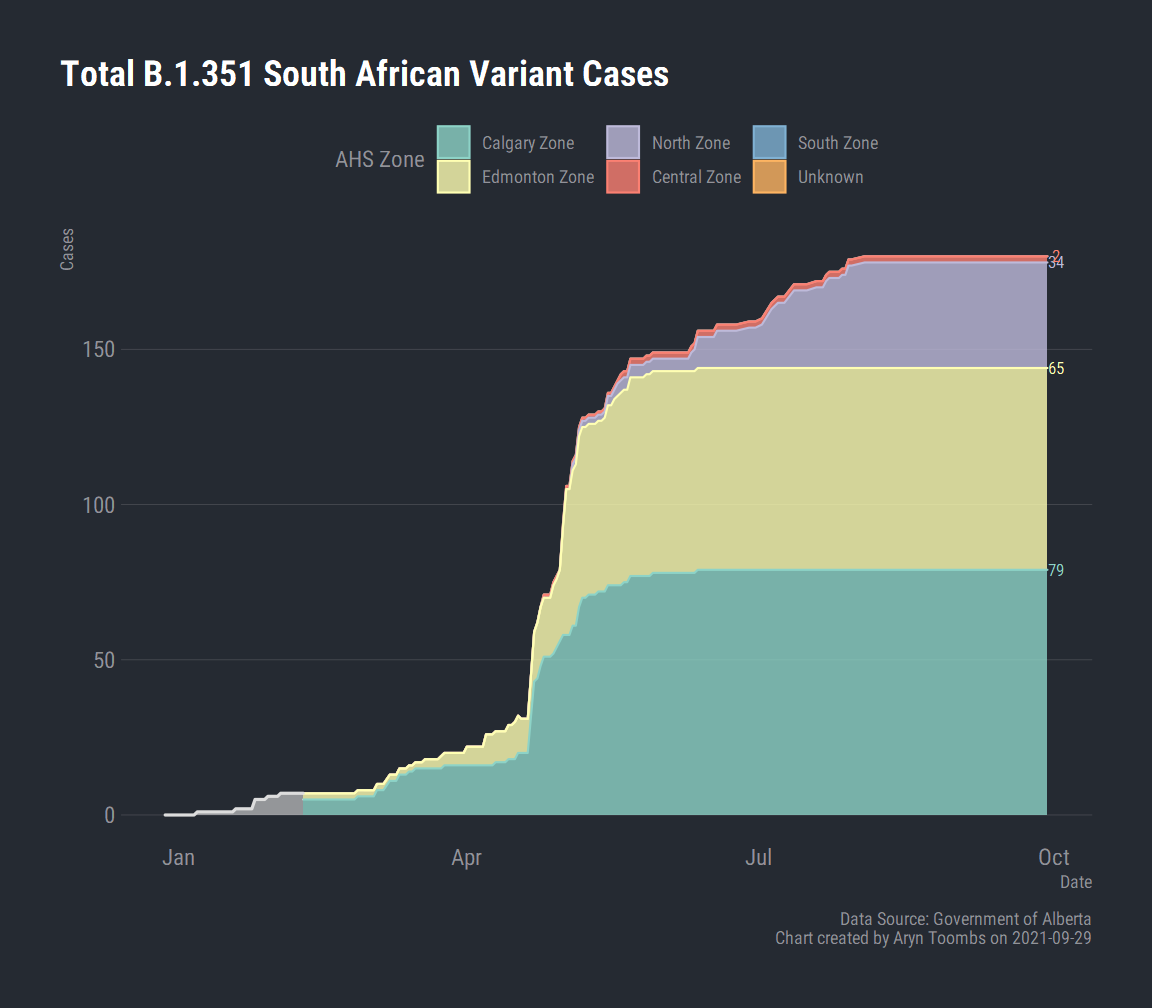 Total B.1.351 South African Variant Cases
AHS Zone
Calgary Zone
North Zone
South Zone
Edmonton Zone
Central Zone
Unknown
Cases
2
34
150
65
100
79
50
0
Jan
Apr
Jul
Oct
Date
Data Source: Government of Alberta
Chart created by Aryn Toombs on 2021-09-29